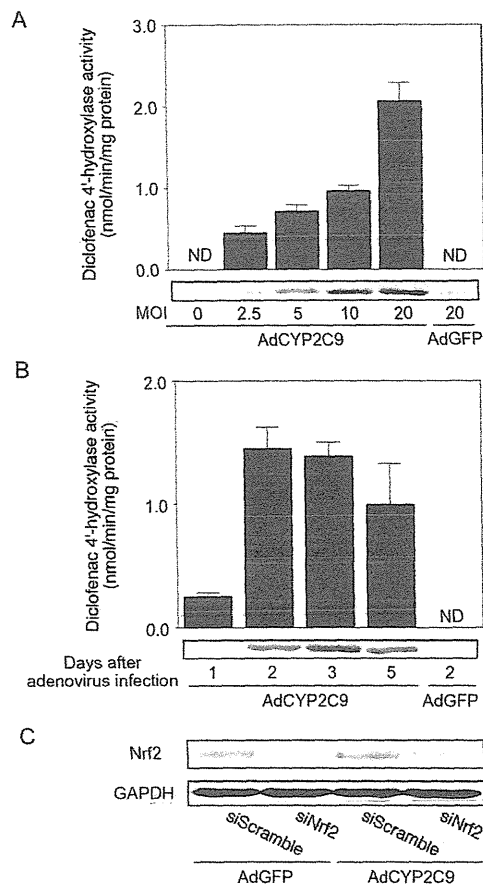 A
Diclofenac 4'-hydroxylase activity
(nmol/min/mg protein)
3.0
2.0
1.0
0.0
ND
ND
MOI
0
2.5
5
10
20
20
AdCYP2C9
AdGFP
B
Diclofenac 4'-hydroxylase activity
(nmol/min/mg protein)
2.0
1.0
0.0
ND
Days after
adenovirus infection
1
2
3
5
2
AdCYP2C9
AdGFP
C
Nrf2
GAPDH
siScramble
siNrf2
siScramble
siNrf2
AdGFP
AdCYP2C9